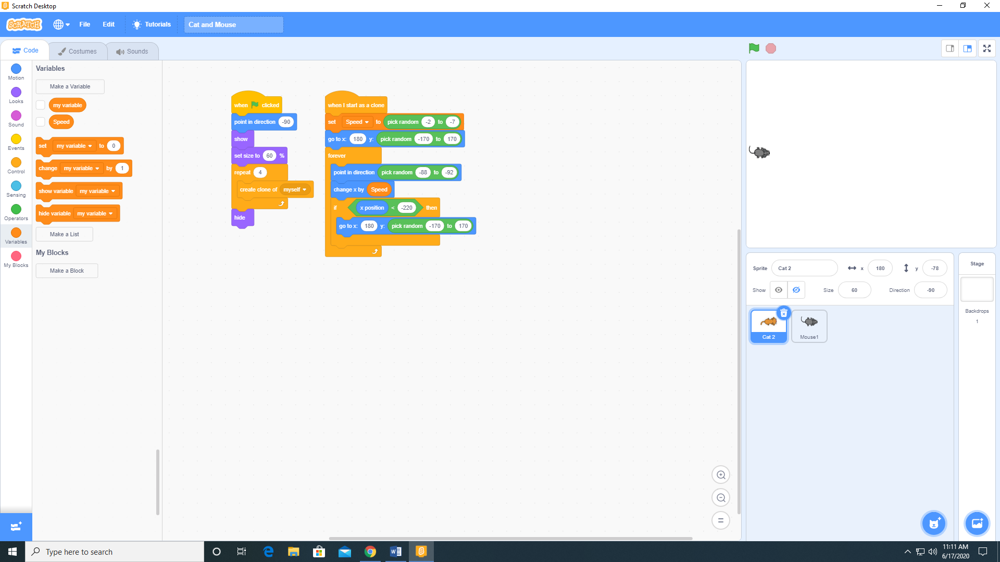 Scratch Desktop
SCRATCH File Edit Tutorials Cat and Mouse
Code Costumes Sounds
Motion
Looks
Sound
Events
Control
Sensing
Operators
Variables
My Blocks
Variables
Make a Variable
my variable
Speed
set my variable to 0
change my variable by 1
show variable my variable
hide variable my variable
Make a List
My Blocks
Make a Block
when clicked
point in direction -90
show
set size to 60 %
repeat 4
create clone of myself
hide
when I start as a clone
set Speed to pick random -2 to -7
go to x: 180 y: pick random -170 to 170
forever
point in direction pick random -88 to -92
change x by Speed
if x position < -220 then
go to x: 180 y: pick random -170 to 170
Sprite Cat 2 x 180 y -78
Show Size 60 Direction -90
Cat 2
Mouse1
Stage
Backdrops
1
Type here to search
11:11 AM
6/17/2020